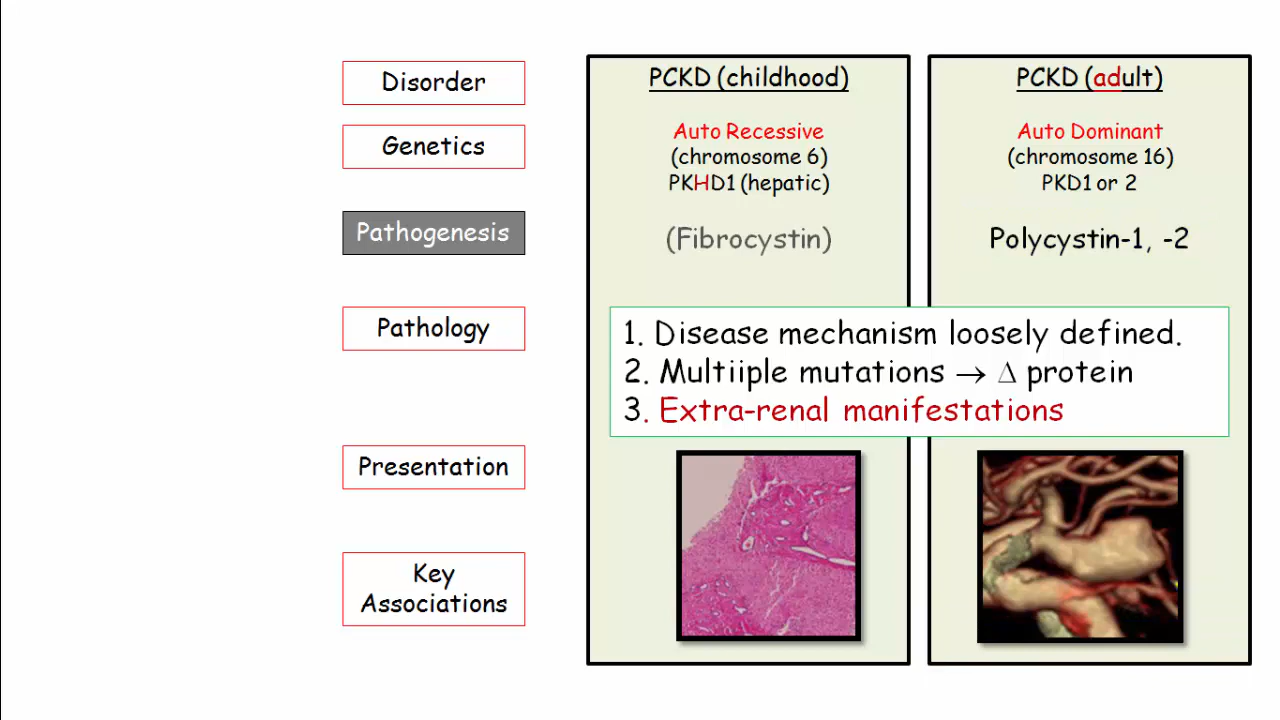 Disorder
Genetics
Pathogenesis
Pathology
Presentation
Key
Associations
PCKD (childhood)
Auto Recessive
(chromosome 6)
PKHD1 (hepatic)
(Fibrocystin)
PCKD (adult)
Auto Dominant
(chromosome 16)
PKD1 or 2
Polycystin-1, -2
1. Disease mechanism loosely defined.
2. Multiiple mutations → Δ protein
3. Extra-renal manifestations